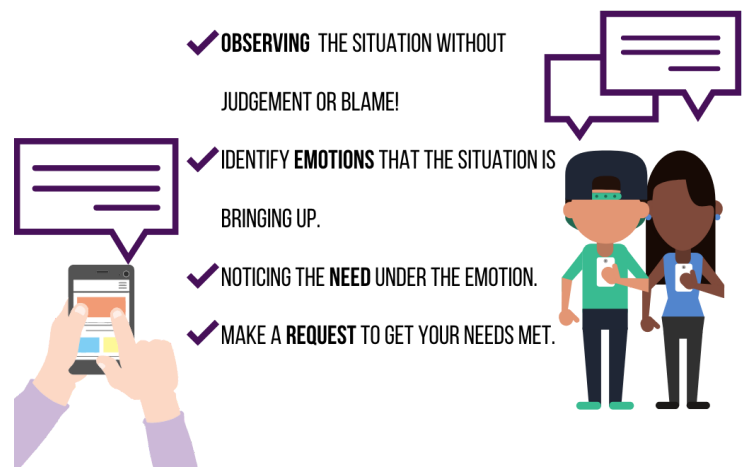 OBSERVING THE SITUATION WITHOUT
JUDGEMENT OR BLAME!
IDENTIFY EMOTIONS THAT THE SITUATION IS
BRINGING UP.
NOTICING THE NEED UNDER THE EMOTION.
MAKE A REQUEST TO GET YOUR NEEDS MET.